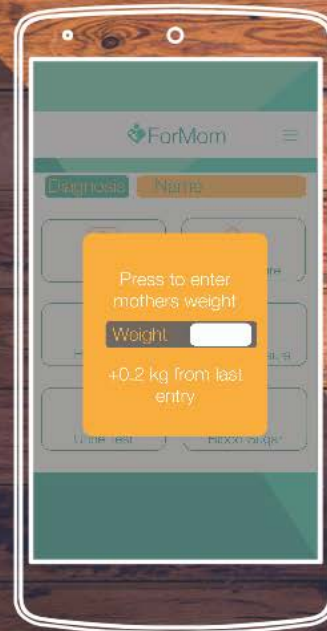 ForMom
Diagnosis Name
Press to enter
mothers weight
Weight
+0.2 kg from last
entry
Urine Test Blood Sugar